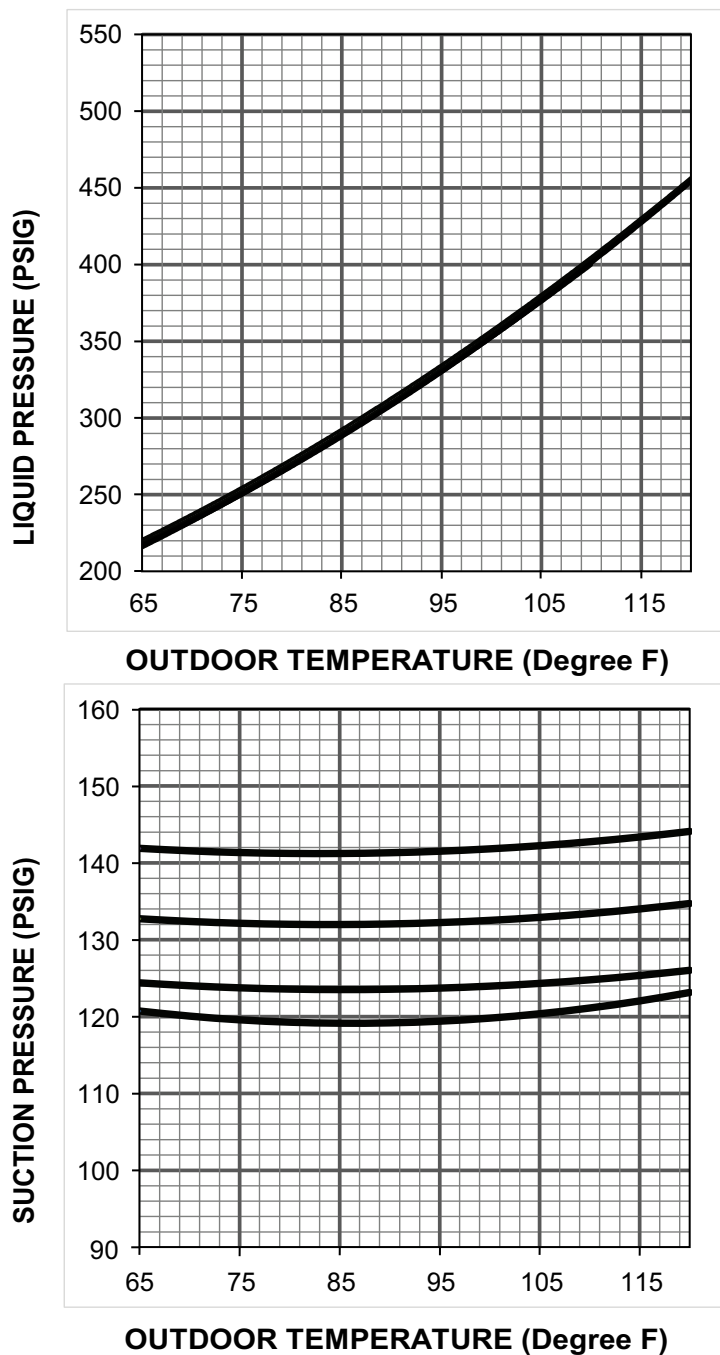 LIQUID PRESSURE (PSIG)
550
500
450
400
350
300
250
200
65 75 85 95 105 115
OUTDOOR TEMPERATURE (Degree F)
SUCTION PRESSURE (PSIG)
160
150
140
130
120
110
100
90
65 75 85 95 105 115
OUTDOOR TEMPERATURE (Degree F)